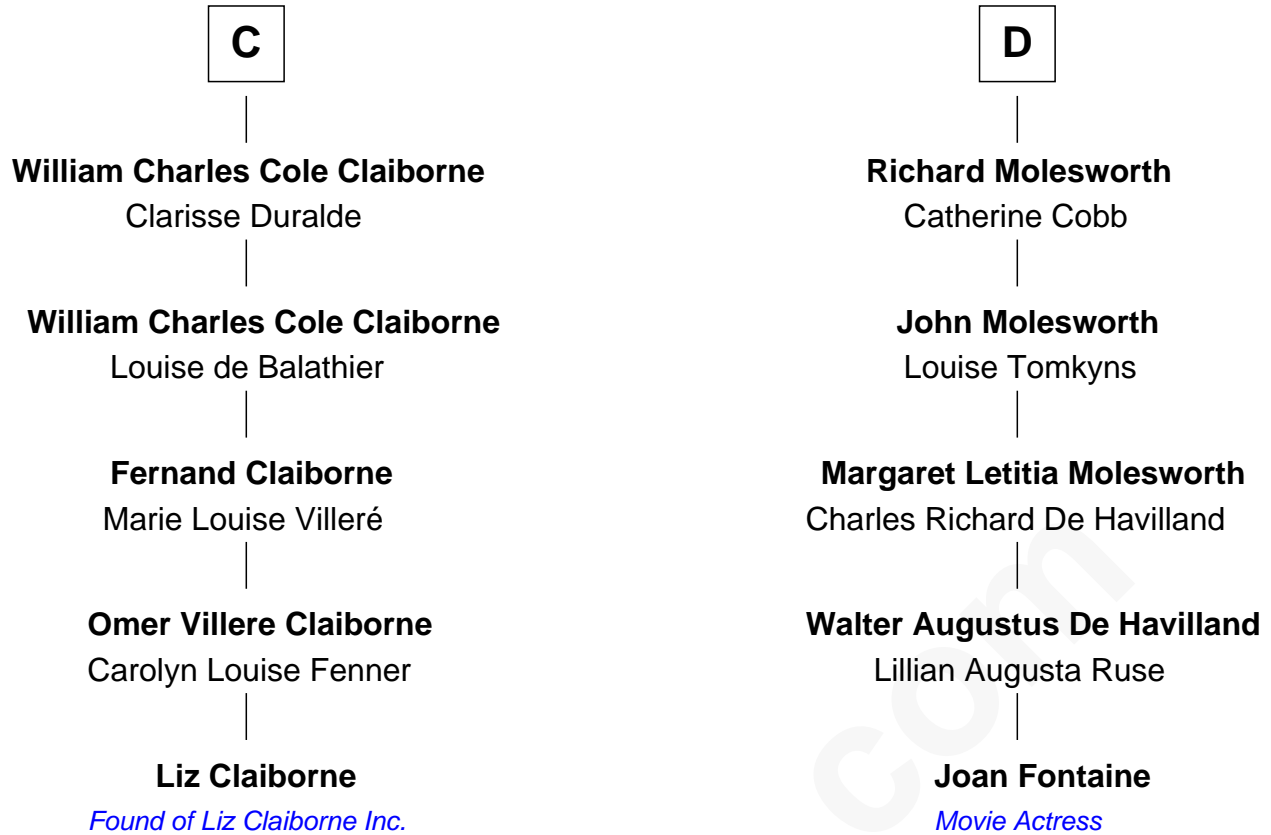 C
William Charles Cole Claiborne
Clarisse Duralde
William Charles Cole Claiborne
Louise de Balathier
Fernand Claiborne
Marie Louise Villeré
Omer Villere Claiborne
Carolyn Louise Fenner
Liz Claiborne
Found of Liz Claiborne Inc.
D
Richard Molesworth
Catherine Cobb
John Molesworth
Louise Tomkyns
Margaret Letitia Molesworth
Charles Richard De Havilland
Walter Augustus De Havilland
Lillian Augusta Ruse
Joan Fontaine
Movie Actress
com